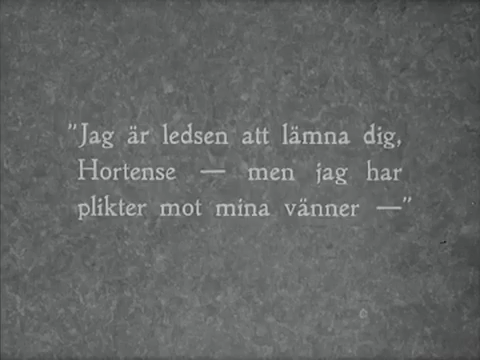 "Jag är ledsen att lämna dig,
Hortense — men jag har
plikter mot mina vänner —"